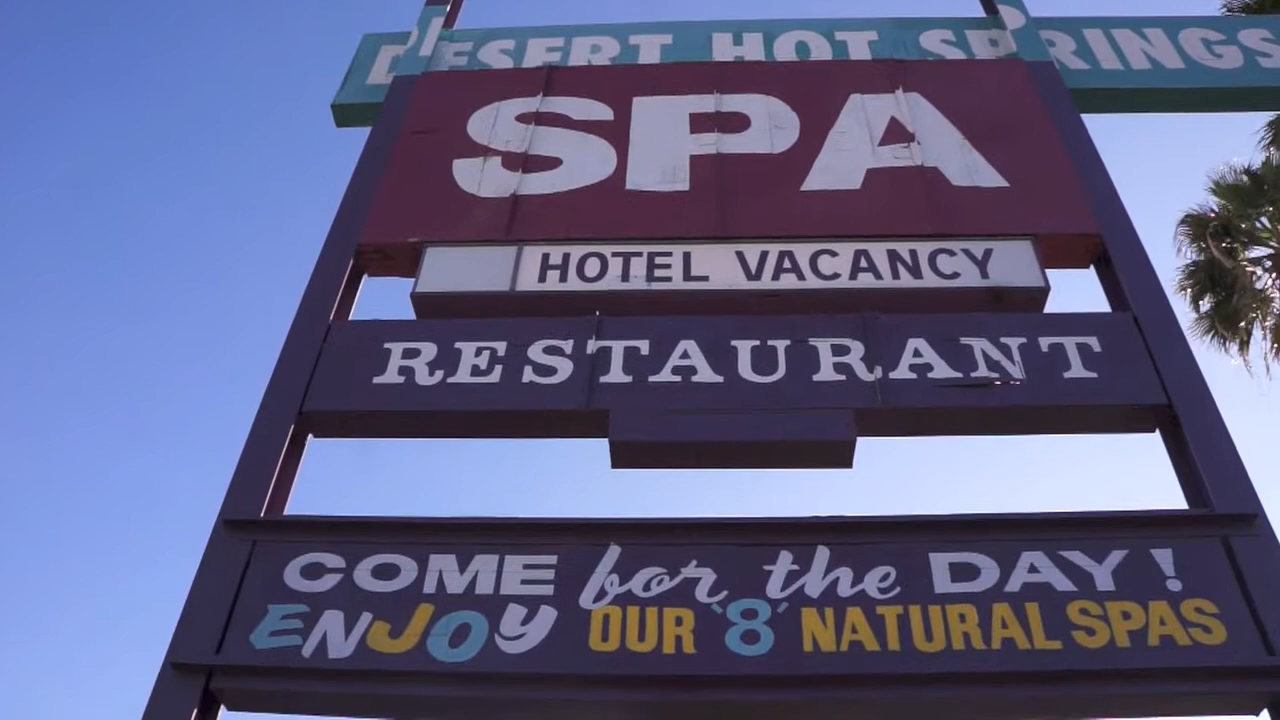 DESERT HOT SPRINGS
SPA
HOTEL VACANCY
RESTAURANT
COME for the DAY!
ENJOY OUR '8' NATURAL SPAS